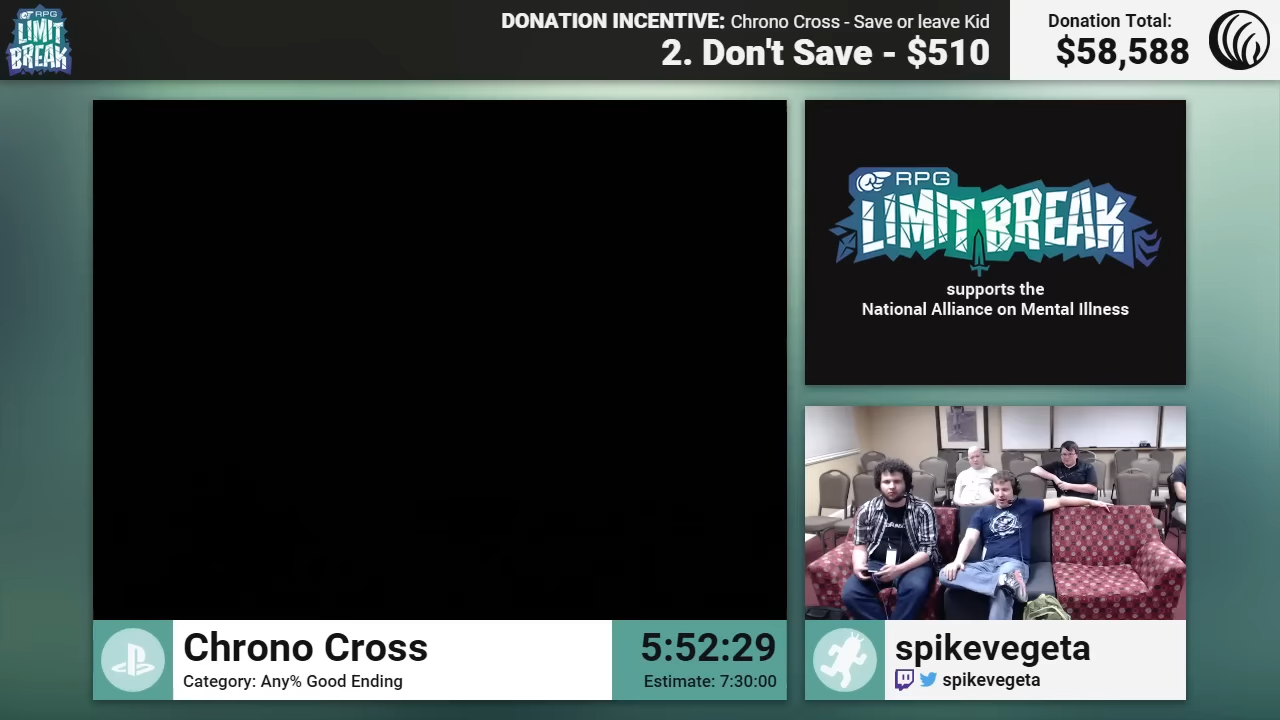 RPG
LIMIT
BREAK
DONATION INCENTIVE: Chrono Cross - Save or leave Kid
2. Don't Save - $510
Donation Total:
$58,588
RPG
LIMIT BREAK
supports the
National Alliance on Mental Illness
Chrono Cross
Category: Any% Good Ending
5:52:29
Estimate: 7:30:00
spikevegeta
spikevegeta